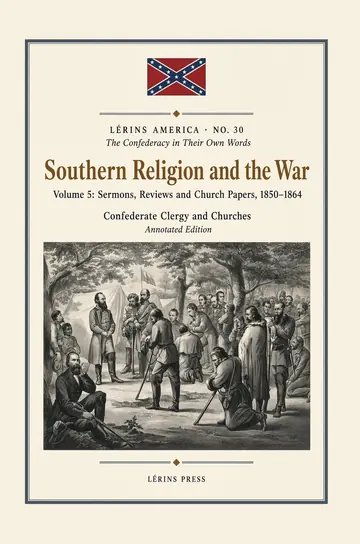 LÉRINS AMERICA · NO. 30
The Confederacy in Their Own Words
Southern Religion and the War
Volume 5: Sermons, Reviews and Church Papers, 1850–1864
Confederate Clergy and Churches
Annotated Edition
LÉRINS PRESS